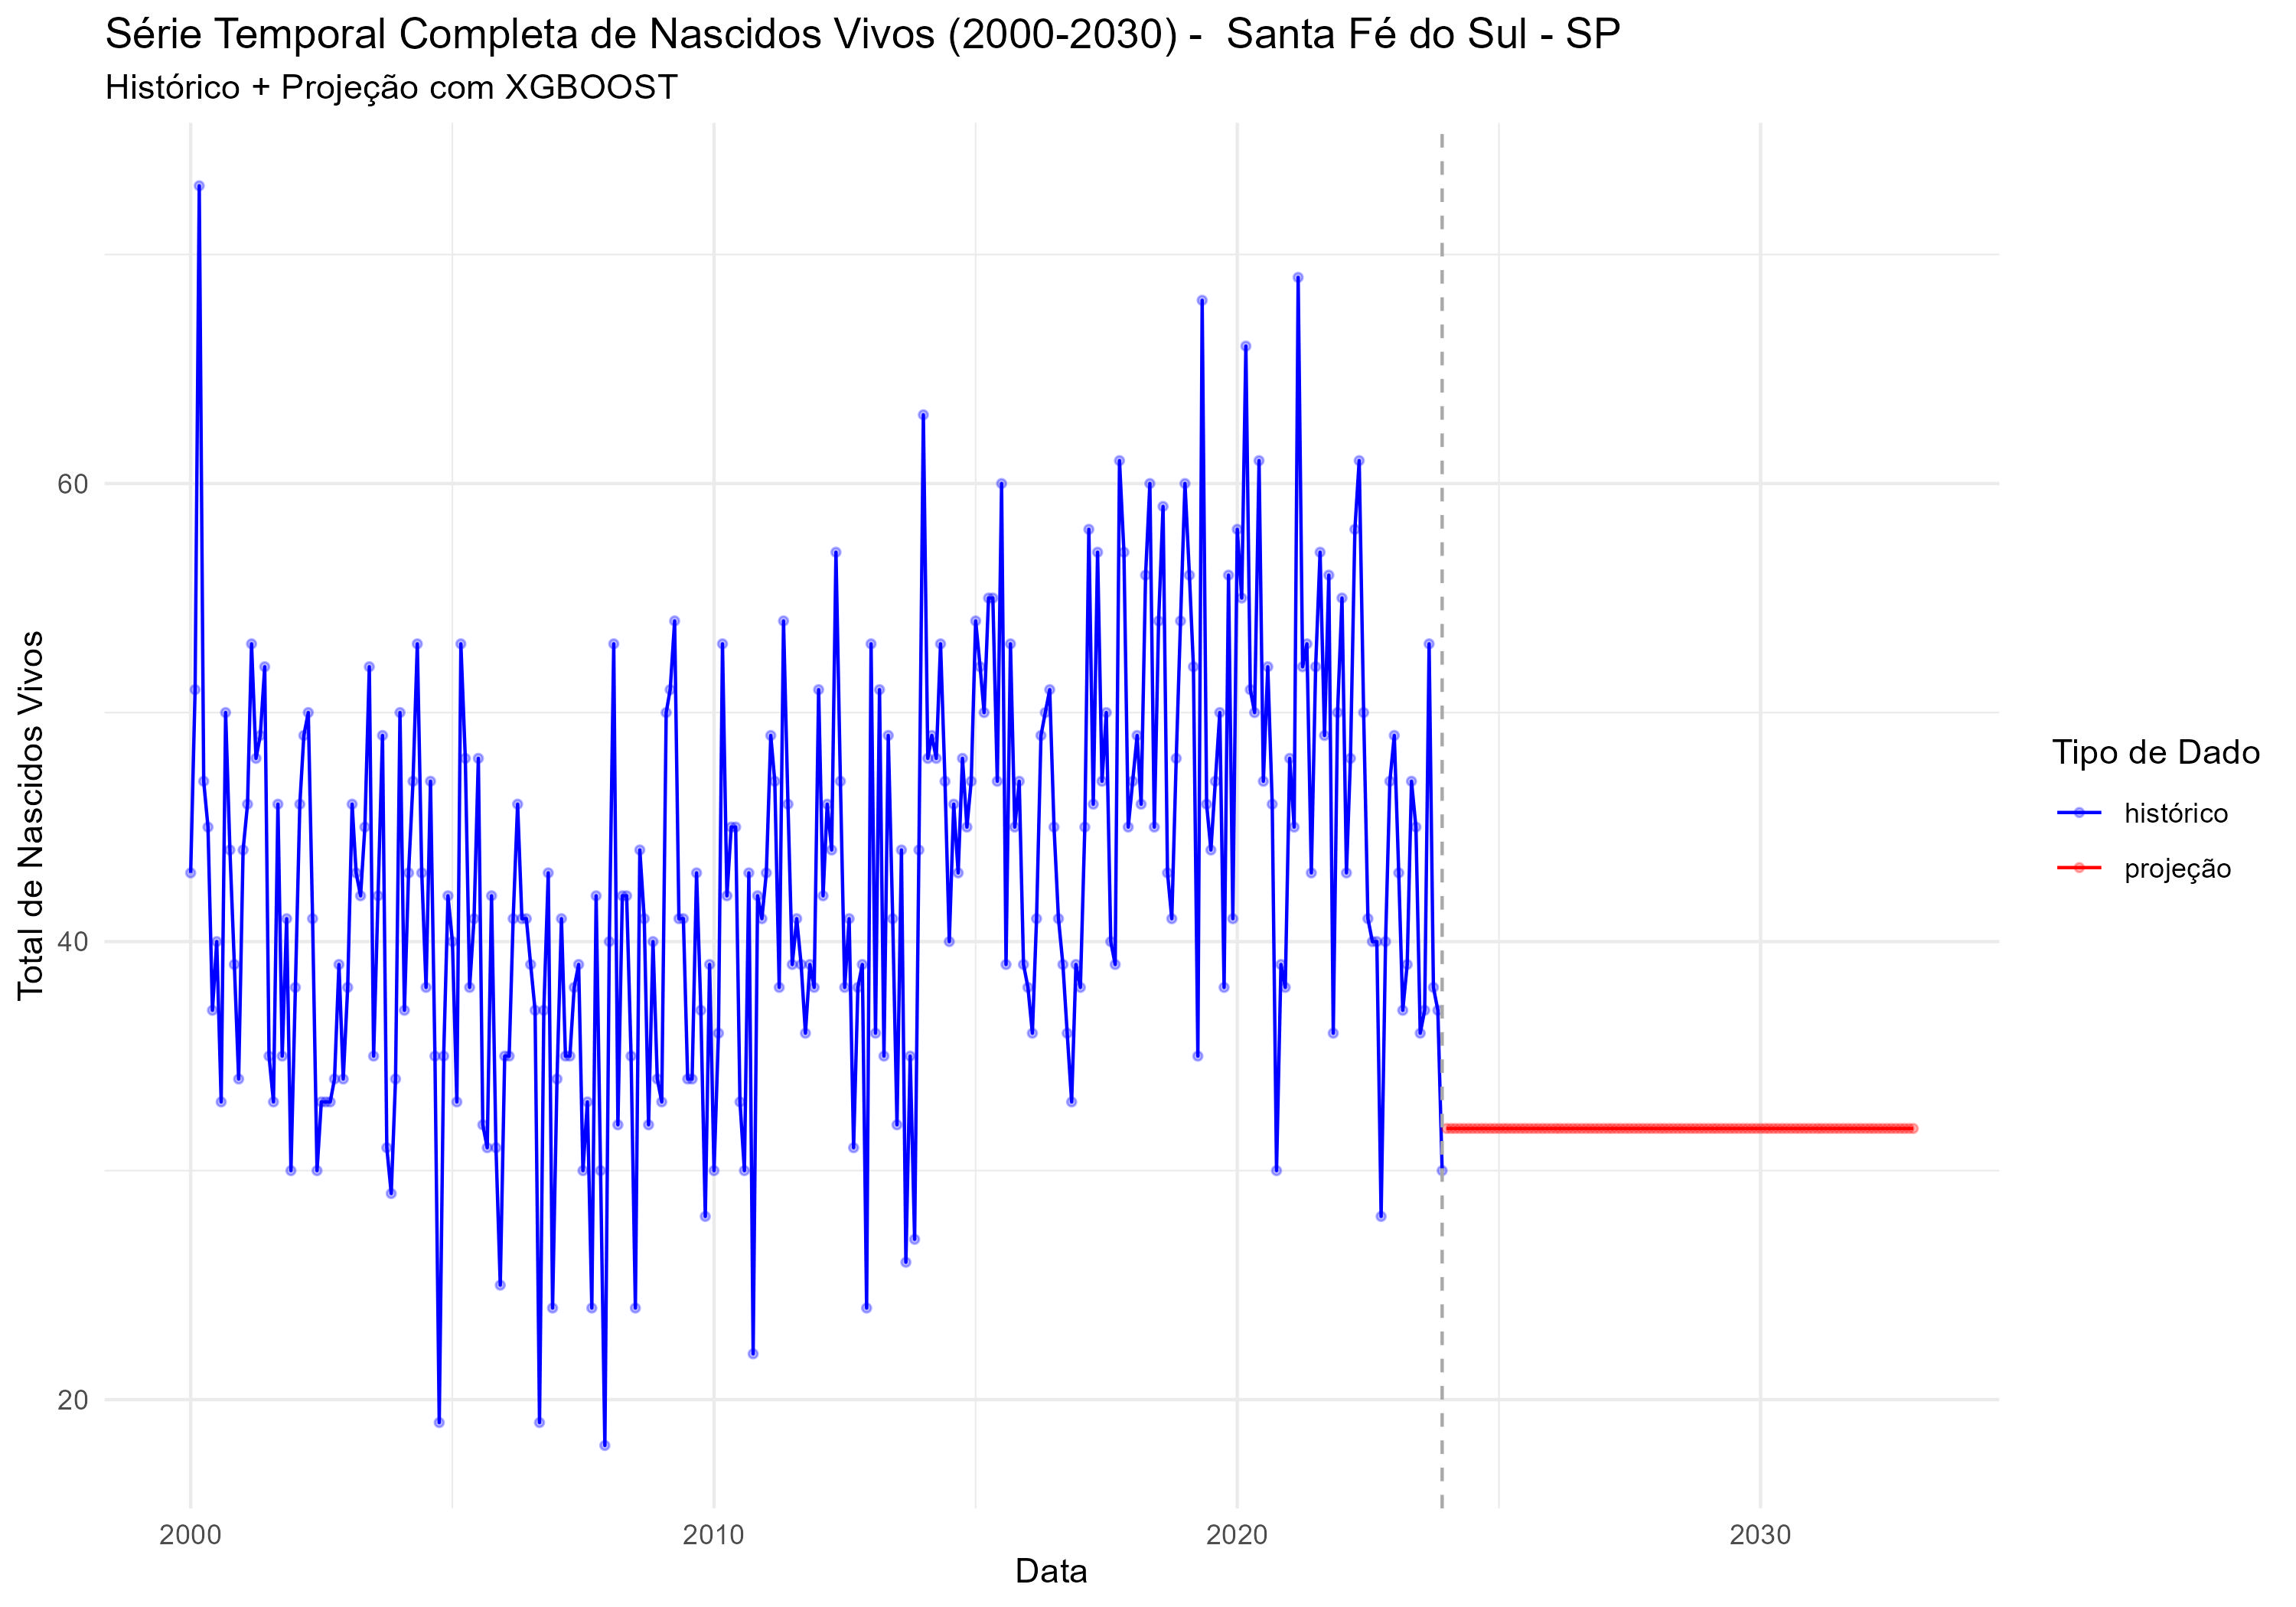 Série Temporal Completa de Nascidos Vivos (2000-2030) -  Santa Fé do Sul - SP
Histórico + Projeção com XGBOOST
Total de Nascidos Vivos
60
40
20
2000
2010
2020
2030
Data
Tipo de Dado
histórico
projeção